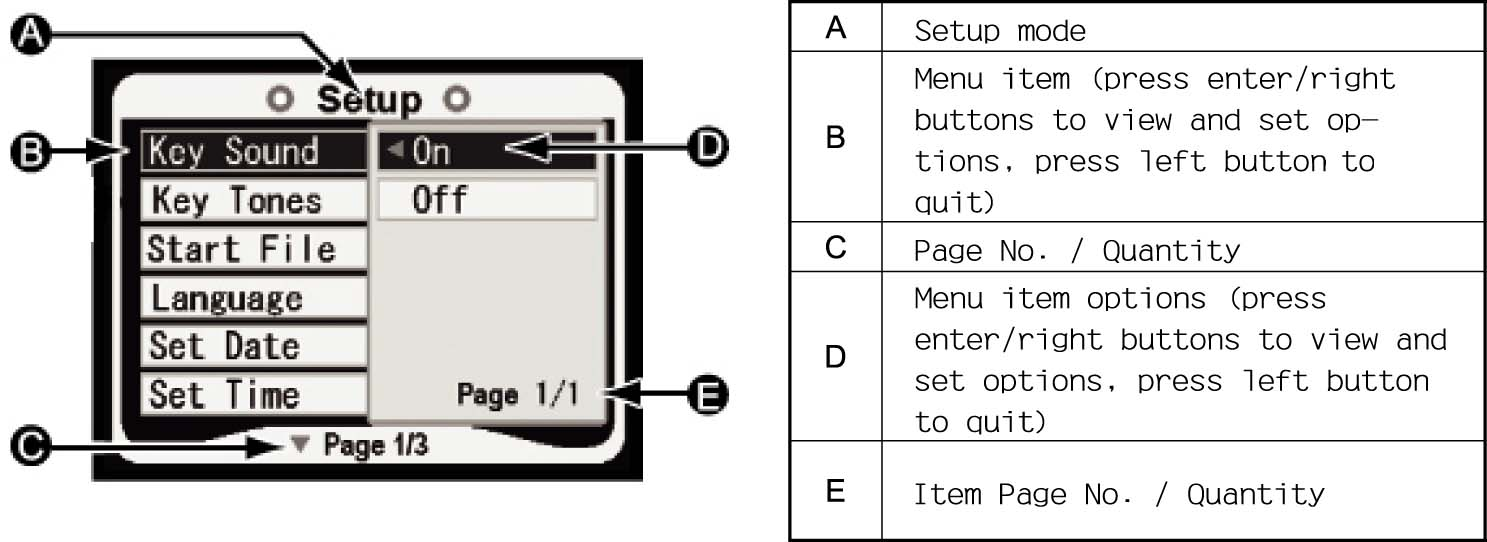 A
Setup
B
Key Sound
On
D
Key Tones
Off
Start File
Language
Set Date
Set Time
Page 1/1
E
C
Page 1/3
A
Setup mode
B
Menu item (press enter/right
buttons to view and set op-
tions, press left button to
quit)
C
Page No. / Quantity
D
Menu item options (press
enter/right buttons to view and
set options, press left button
to quit)
E
Item Page No. / Quantity